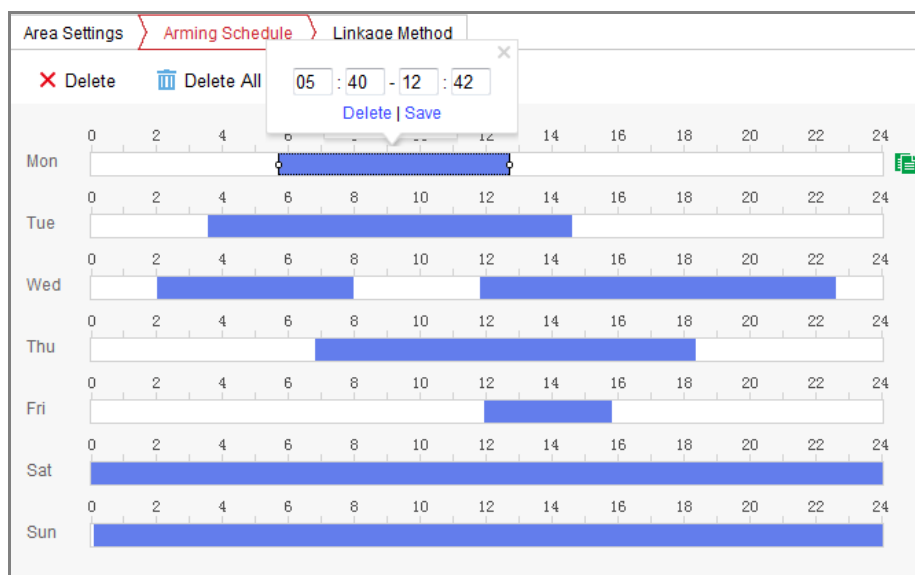 Area Settings Arming Schedule Linkage Method
Delete Delete All
05 : 40 - 12 : 42
Delete | Save
0 2 4 6 8 10 12 14 16 18 20 22 24
Mon
0 2 4 6 8 10 12 14 16 18 20 22 24
Tue
0 2 4 6 8 10 12 14 16 18 20 22 24
Wed
0 2 4 6 8 10 12 14 16 18 20 22 24
Thu
0 2 4 6 8 10 12 14 16 18 20 22 24
Fri
0 2 4 6 8 10 12 14 16 18 20 22 24
Sat
0 2 4 6 8 10 12 14 16 18 20 22 24
Sun